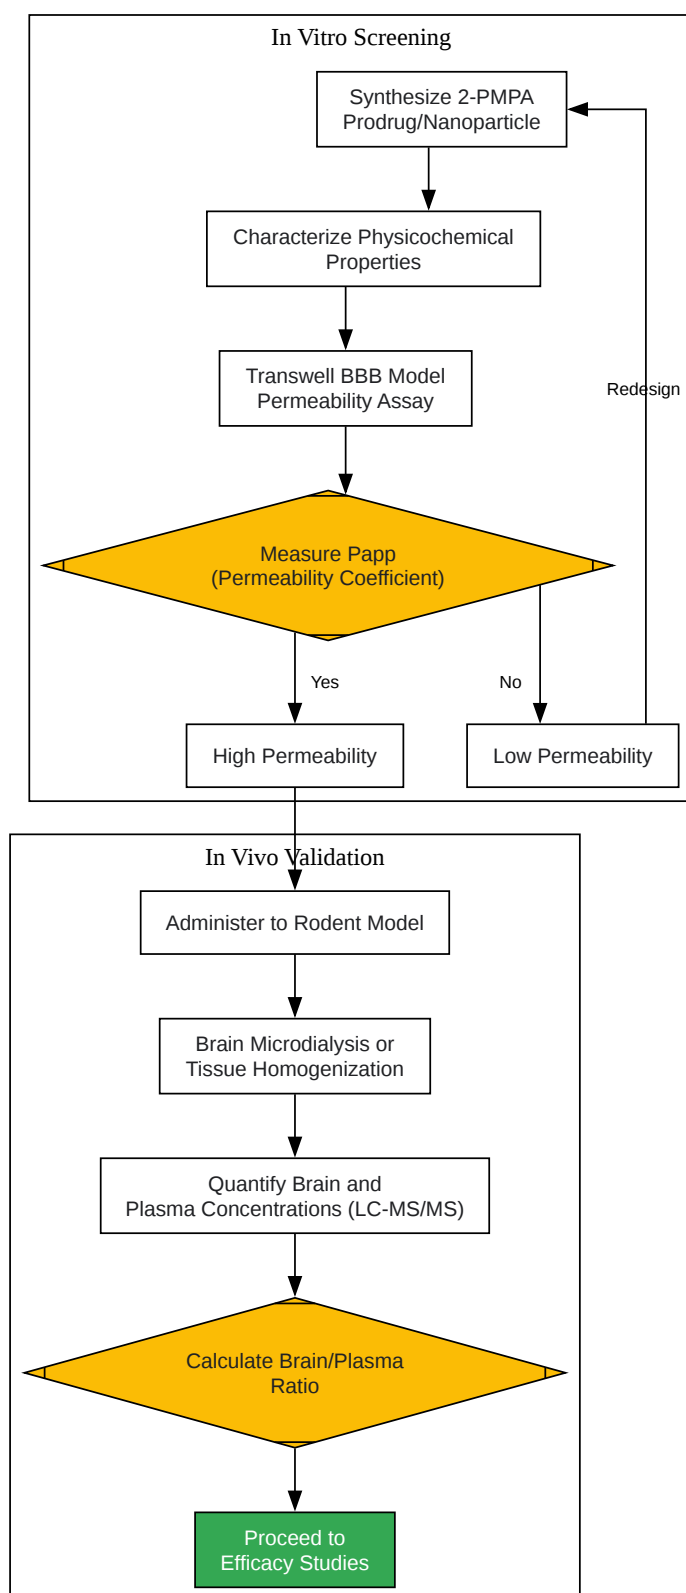 In Vitro Screening
Synthesize 2-PMPA
Prodrug/Nanoparticle
Characterize Physicochemical
Properties
Transwell BBB Model
Permeability Assay
Redesign
Measure Papp
(Permeability Coefficient)
Yes
No
High Permeability
Low Permeability
In Vivo Validation
Administer to Rodent Model
Brain Microdialysis or
Tissue Homogenization
Quantify Brain and
Plasma Concentrations (LC-MS/MS)
Calculate Brain/Plasma
Ratio
Proceed to
Efficacy Studies